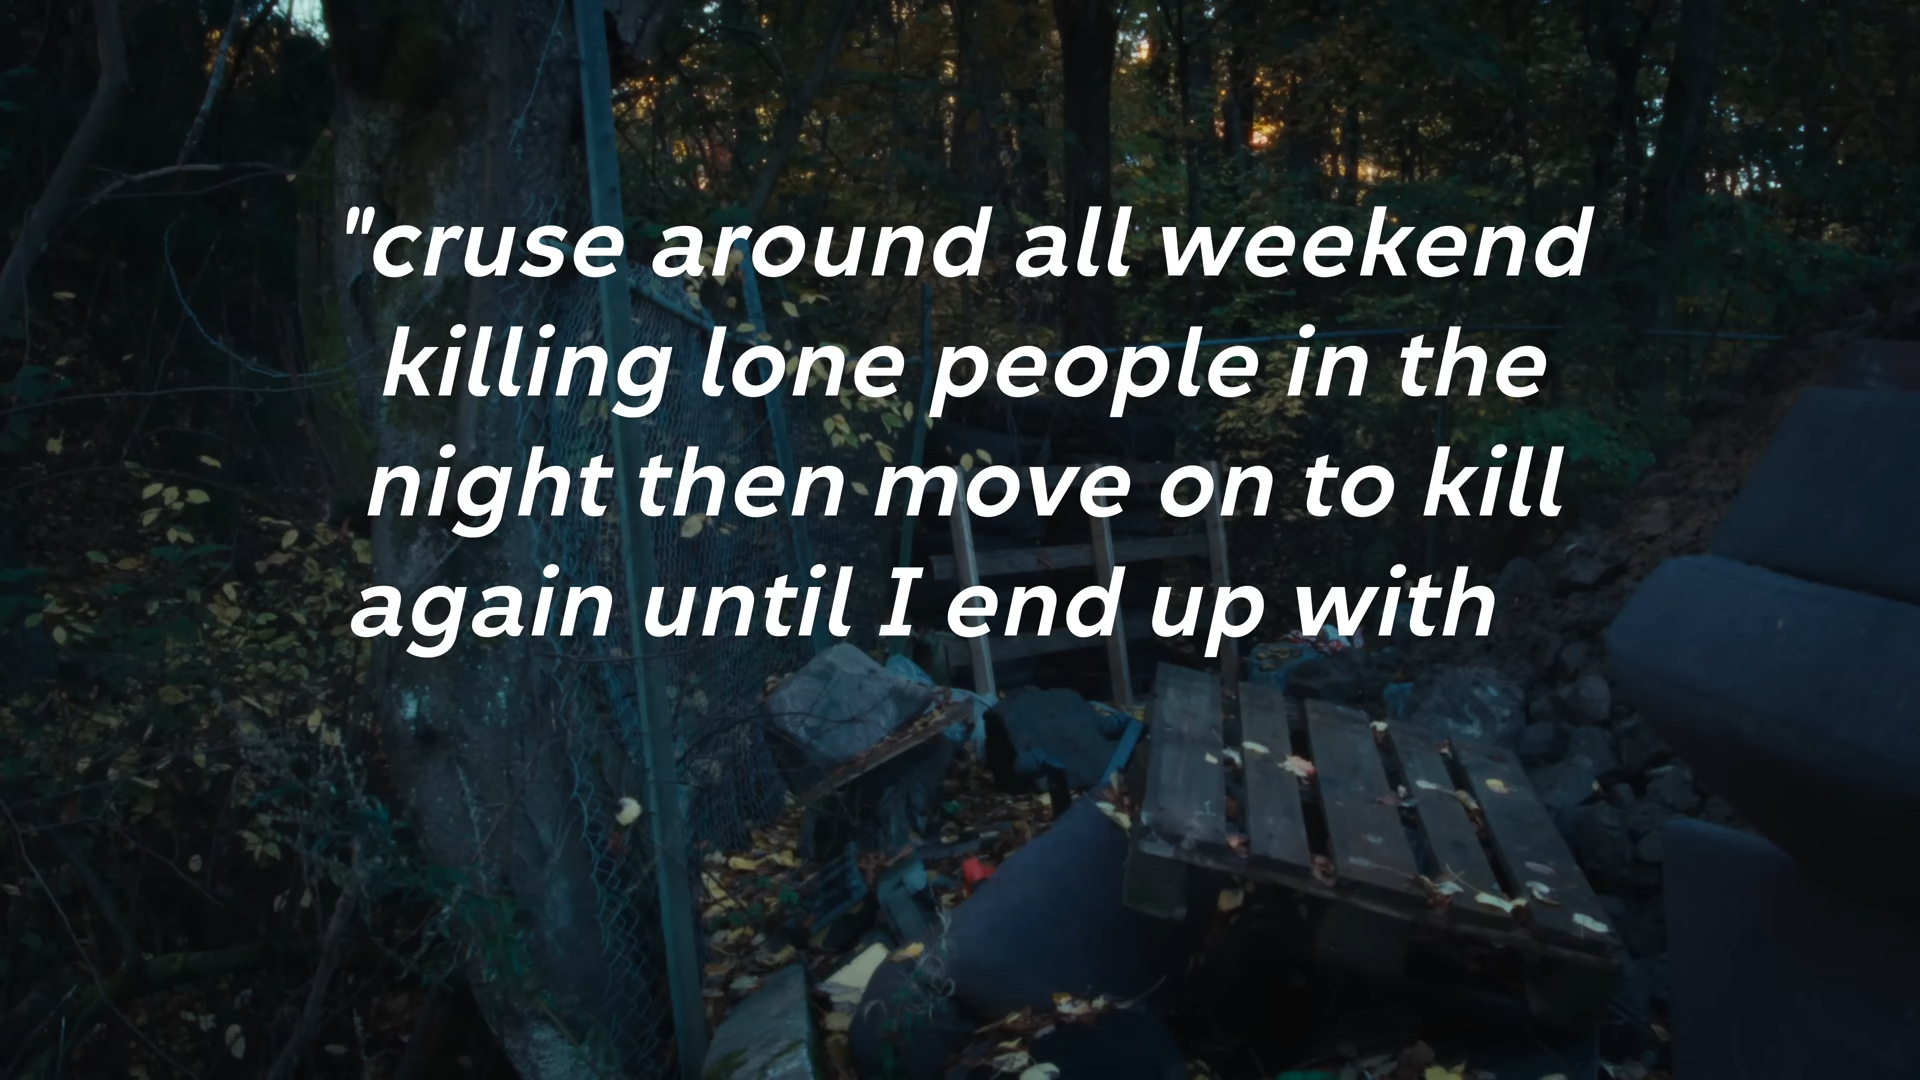 "cruse around all weekend
killing lone people in the
night then move on to kill
again until I end up with